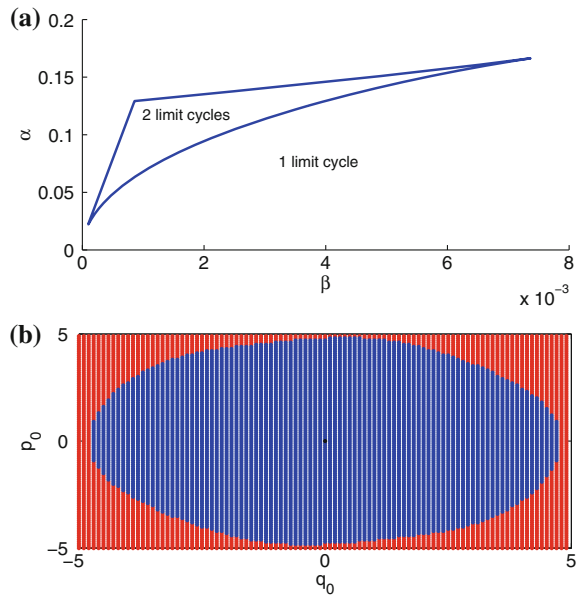 (a)
0.2
0.15
0.1
0.05
0
α
2 limit cycles
1 limit cycle
0 2 4 6 8
β
x 10⁻³
(b)
5
0
−5
p₀
−5 0 5
q₀